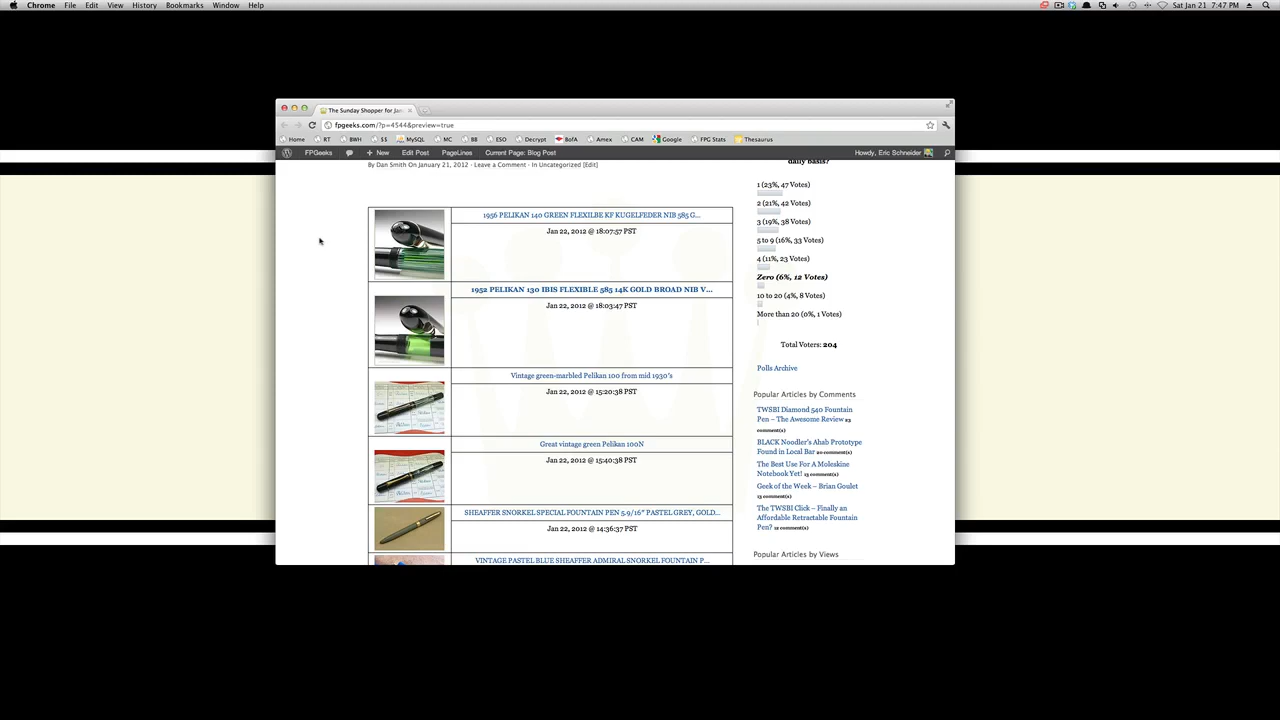 Chrome File Edit View History Bookmarks Window Help
Sat Jan 21 7:47 PM
The Sunday Shopper for Jan
fpgeeks.com/?p=4544&preview=true
Home RT BWH $$ MySQL MC BB ESO Decrypt BofA Amex CAM Google FPG Stats Thesaurus
FPGeeks + New Edit Post PageLines Current Page: Blog Post Howdy, Eric Schneider
By Dan Smith On January 21, 2012 · Leave a Comment · In Uncategorized [Edit]
1956 PELIKAN 140 GREEN FLEXILBE KF KUGELFEDER NIB 585 G...
Jan 22, 2012 @ 18:07:57 PST
1952 PELIKAN 130 IBIS FLEXIBLE 585 14K GOLD BROAD NIB V...
Jan 22, 2012 @ 18:03:47 PST
Vintage green-marbled Pelikan 100 from mid 1930's
Jan 22, 2012 @ 15:20:38 PST
Great vintage green Pelikan 100N
Jan 22, 2012 @ 15:40:38 PST
SHEAFFER SNORKEL SPECIAL FOUNTAIN PEN 5.9/16" PASTEL GREY, GOLD...
Jan 22, 2012 @ 14:36:37 PST
VINTAGE PASTEL BLUE SHEAFFER ADMIRAL SNORKEL FOUNTAIN P...
daily basis?
1 (23%, 47 Votes)
2 (21%, 42 Votes)
3 (19%, 38 Votes)
5 to 9 (16%, 33 Votes)
4 (11%, 23 Votes)
Zero (6%, 12 Votes)
10 to 20 (4%, 8 Votes)
More than 20 (0%, 1 Votes)
Total Voters: 204
Polls Archive
Popular Articles by Comments
TWSBI Diamond 540 Fountain
Pen – The Awesome Review
comment(s)
BLACK Noodler's Ahab Prototype
Found in Local Bar 20 comment(s)
The Best Use For A Moleskine
Notebook Yet! 13 comment(s)
Geek of the Week – Brian Goulet
13 comment(s)
The TWSBI Click – Finally an
Affordable Retractable Fountain
Pen? 12 comment(s)
Popular Articles by Views